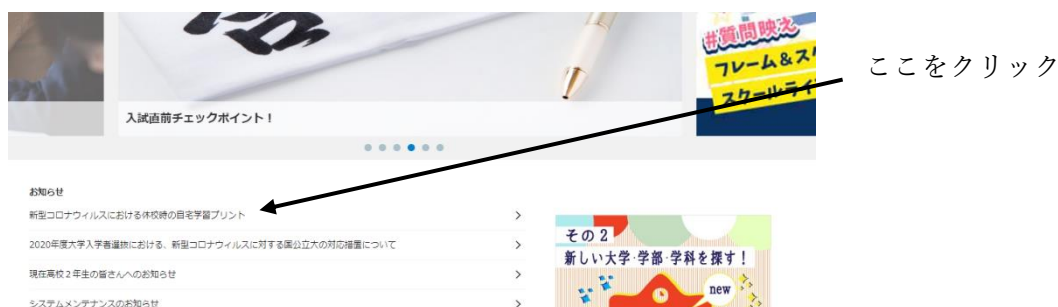 #質問映え
フレーム&ス
スクールライ
ここをクリック
入試直前チェックポイント!
お知らせ
新型コロナウィルスにおける休校時の自宅学習プリント
2020年度大学入学者選抜における、新型コロナウィルスに対する国公立大の対応措置について
現在高校2年生の皆さんへのお知らせ
システムメンテナンスのお知らせ
その2
新しい大学・学部・学科を探す!
new